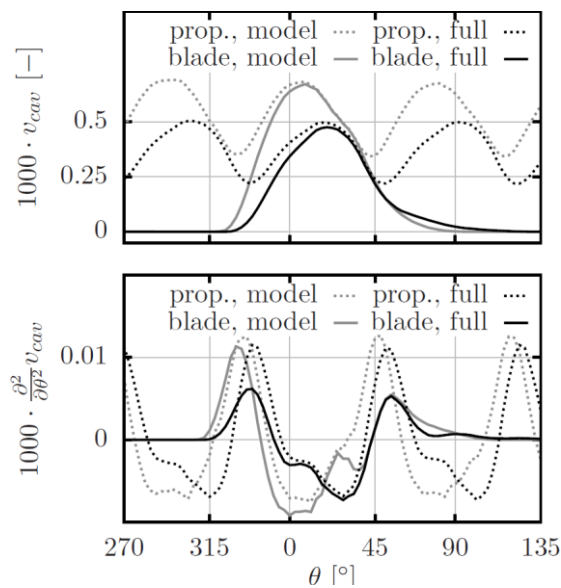 prop., model prop., full
blade, model blade, full
1000 · v_cav [−]
0.5
0.25
0
prop., model prop., full
blade, model blade, full
1000 · ∂²/∂θ² v_cav
0.01
0
270 315 0 45 90 135
θ [°]